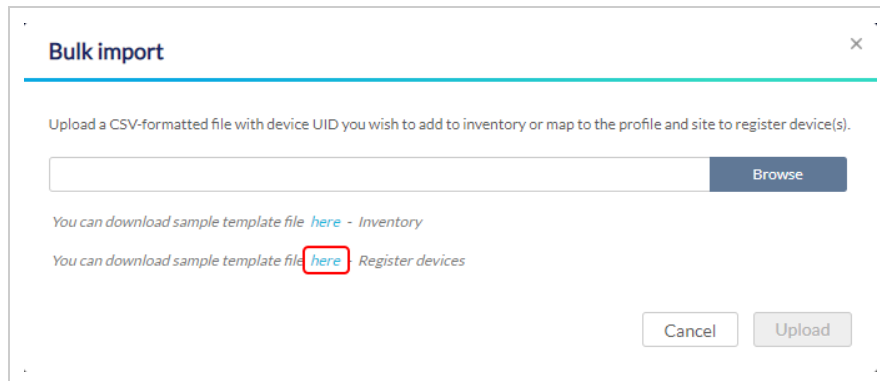 Bulk import
Upload a CSV-formatted file with device UID you wish to add to inventory or map to the profile and site to register device(s).
Browse
You can download sample template file here - Inventory
You can download sample template file here - Register devices
Cancel
Upload